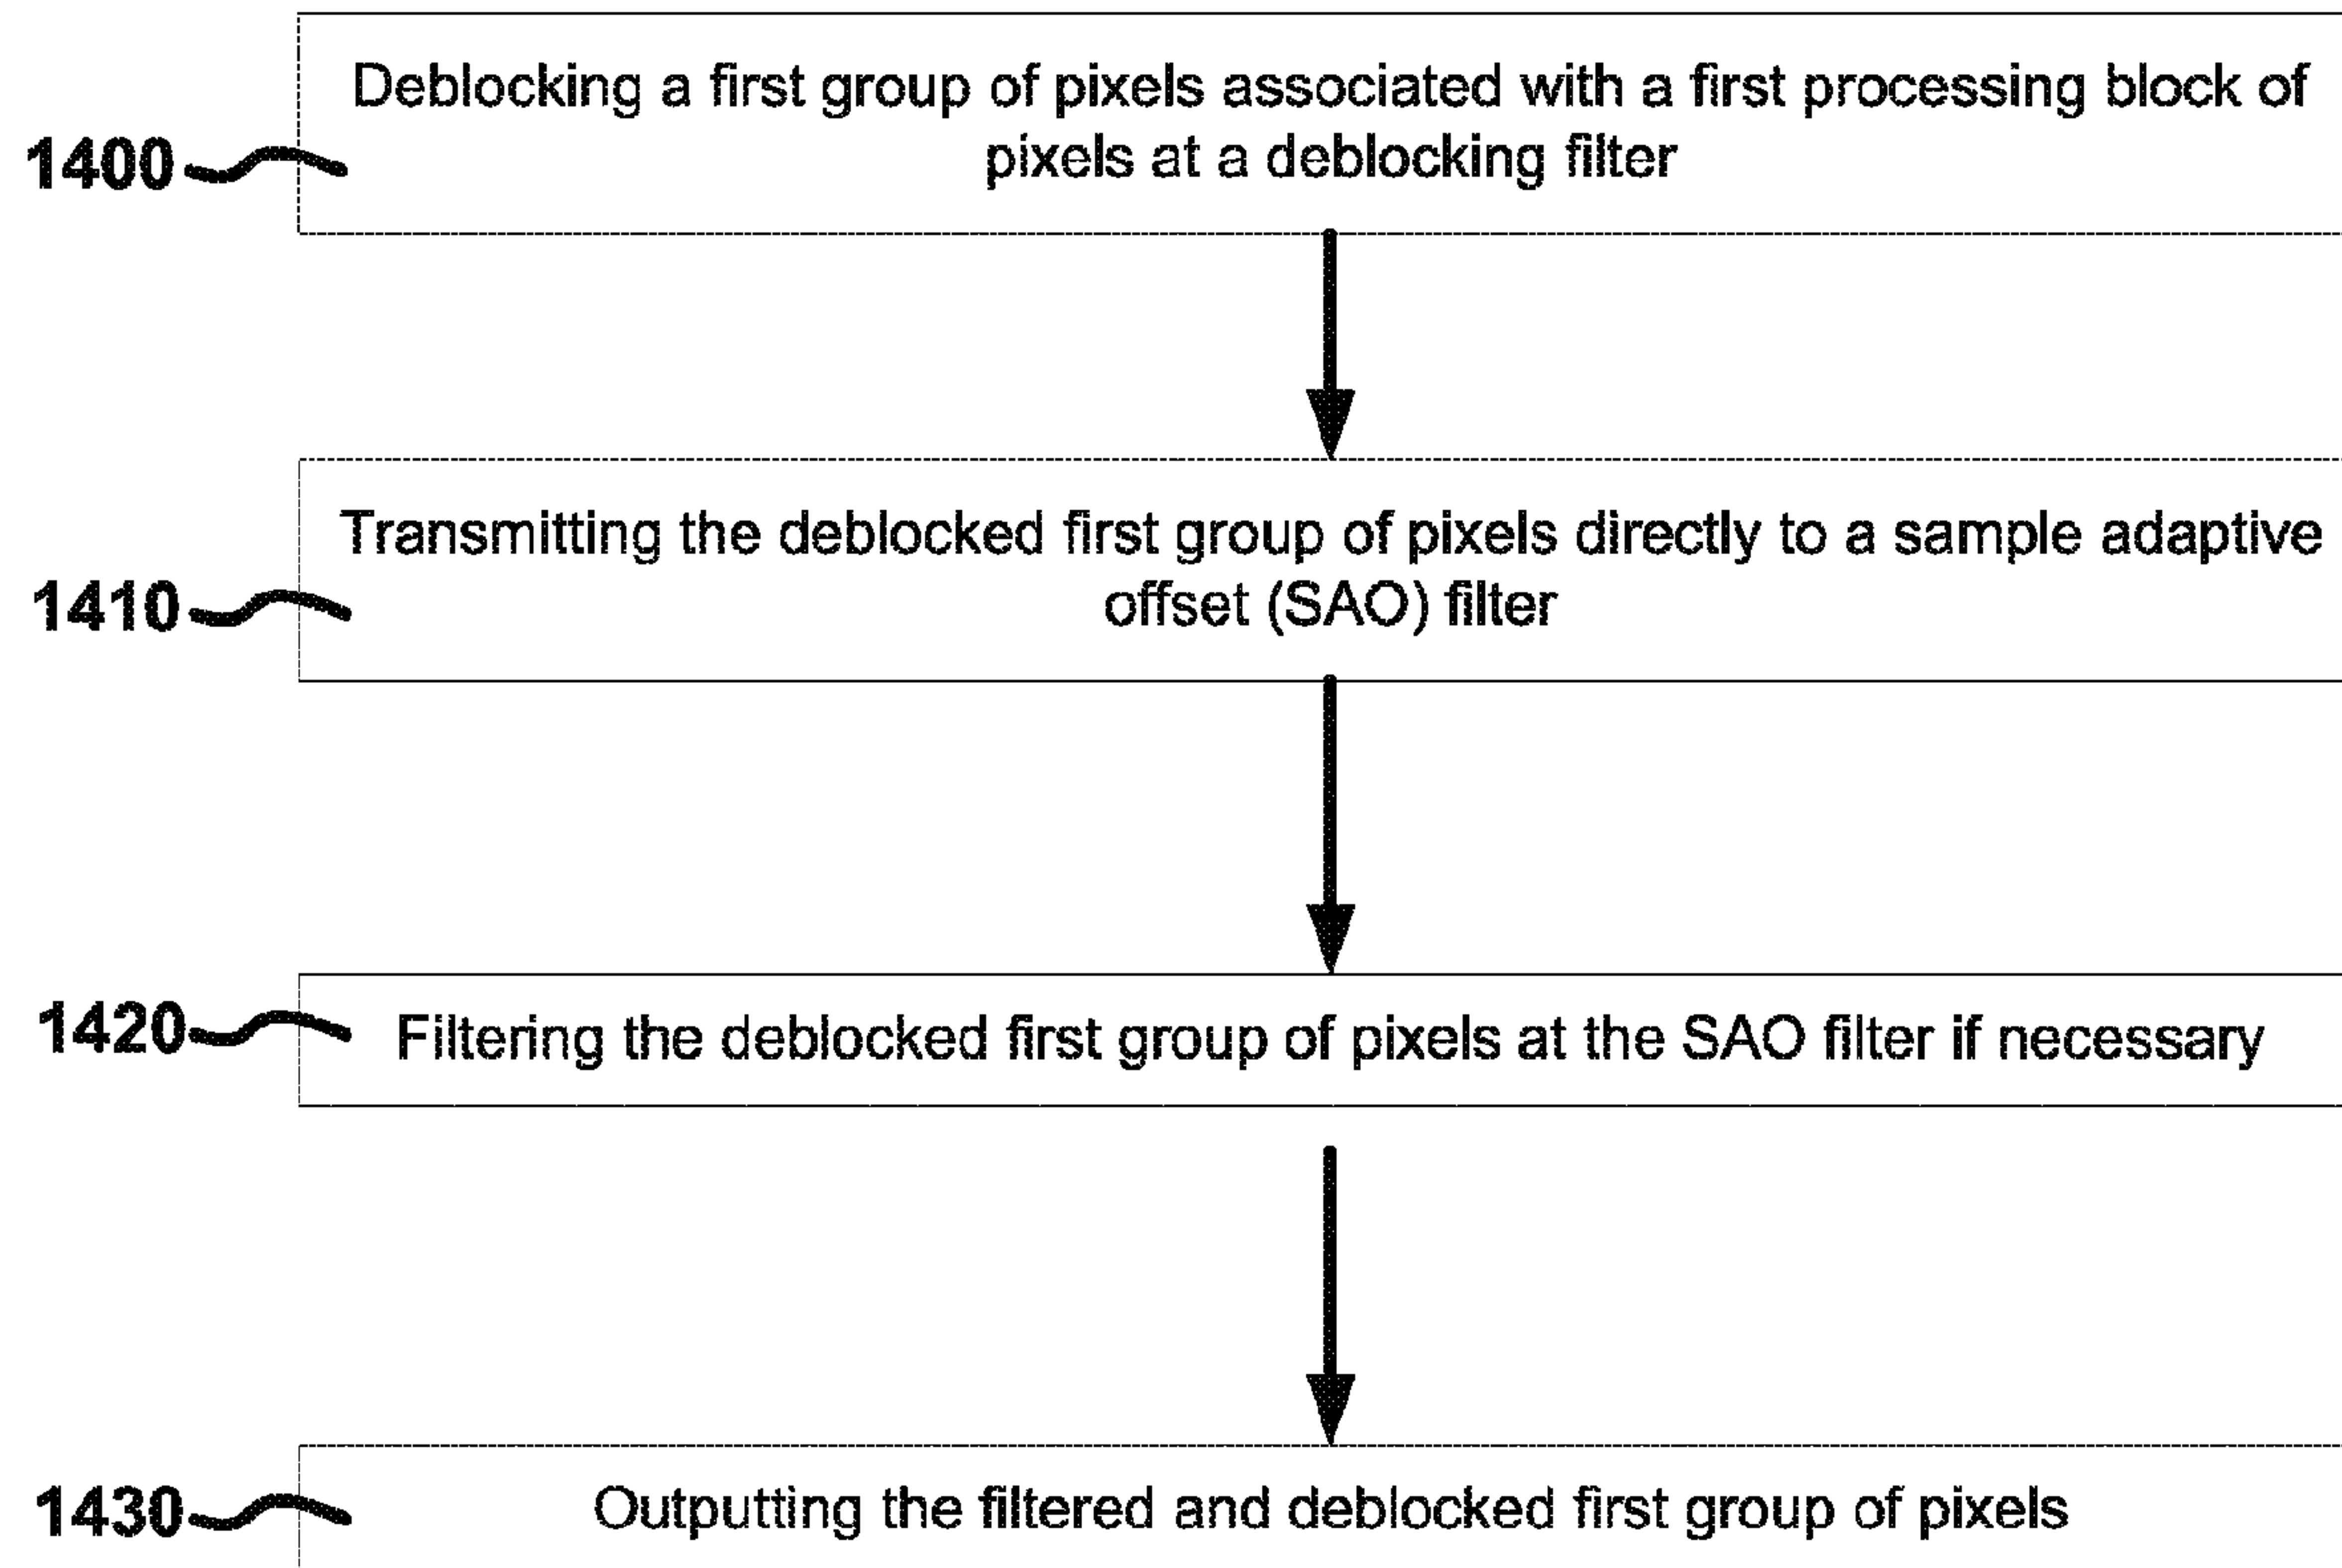 Deblocking a first group of pixels associated with a first processing block of
pixels at a deblocking filter
1400
Transmitting the deblocked first group of pixels directly to a sample adaptive
offset (SAO) filter
1410
1420
Filtering the deblocked first group of pixels at the SAO filter if necessary
1430
Outputting the filtered and deblocked first group of pixels